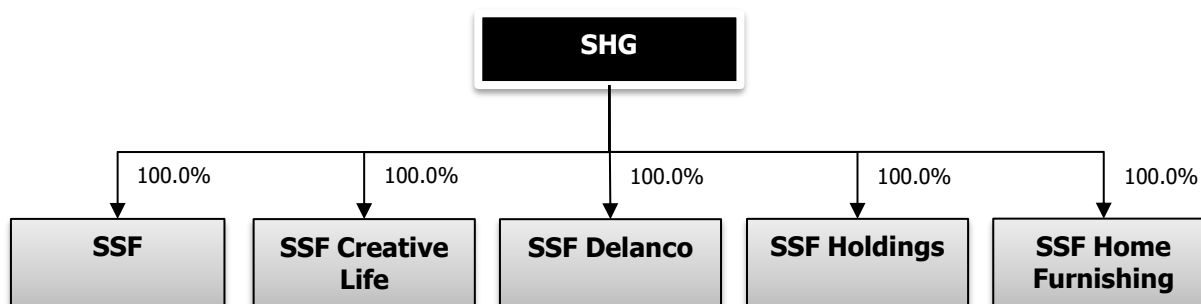 SHG
100.0%
100.0%
100.0%
100.0%
100.0%
SSF
SSF Creative
Life
SSF Delanco
SSF Holdings
SSF Home
Furnishing